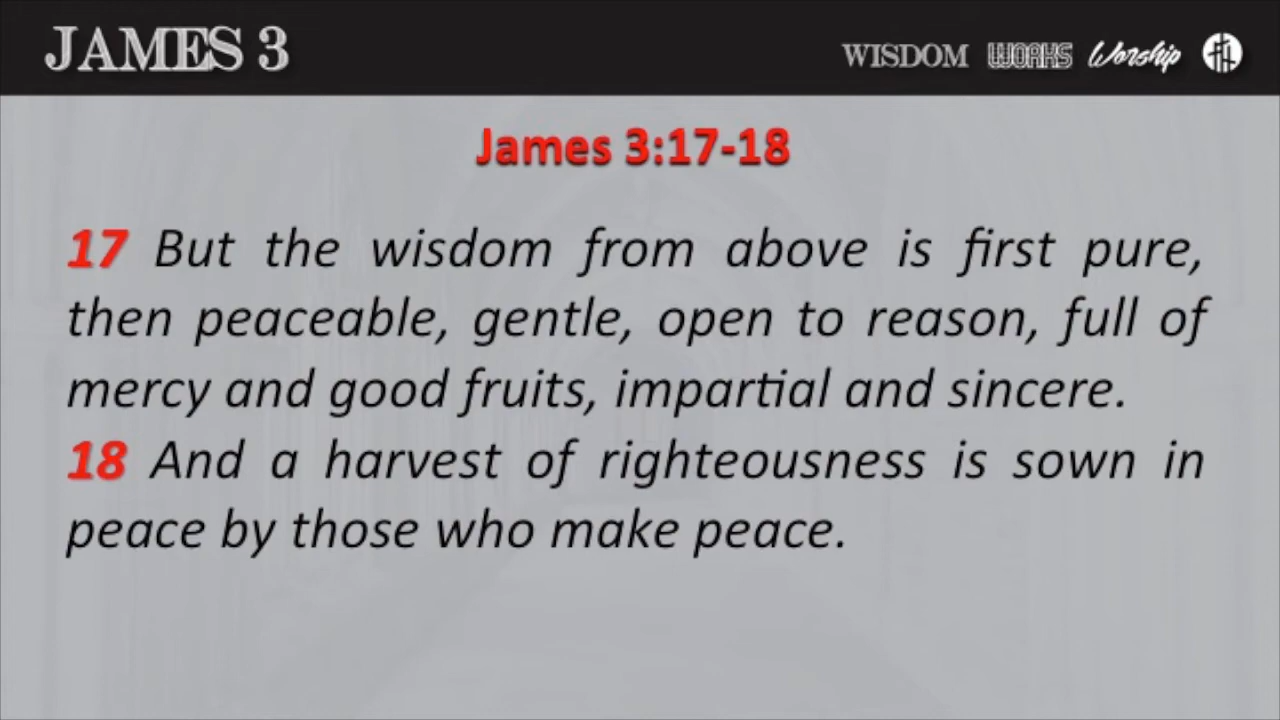 JAMES 3
WISDOM WORKS Worship
James 3:17-18
17 But the wisdom from above is first pure,
then peaceable, gentle, open to reason, full of
mercy and good fruits, impartial and sincere.
18 And a harvest of righteousness is sown in
peace by those who make peace.